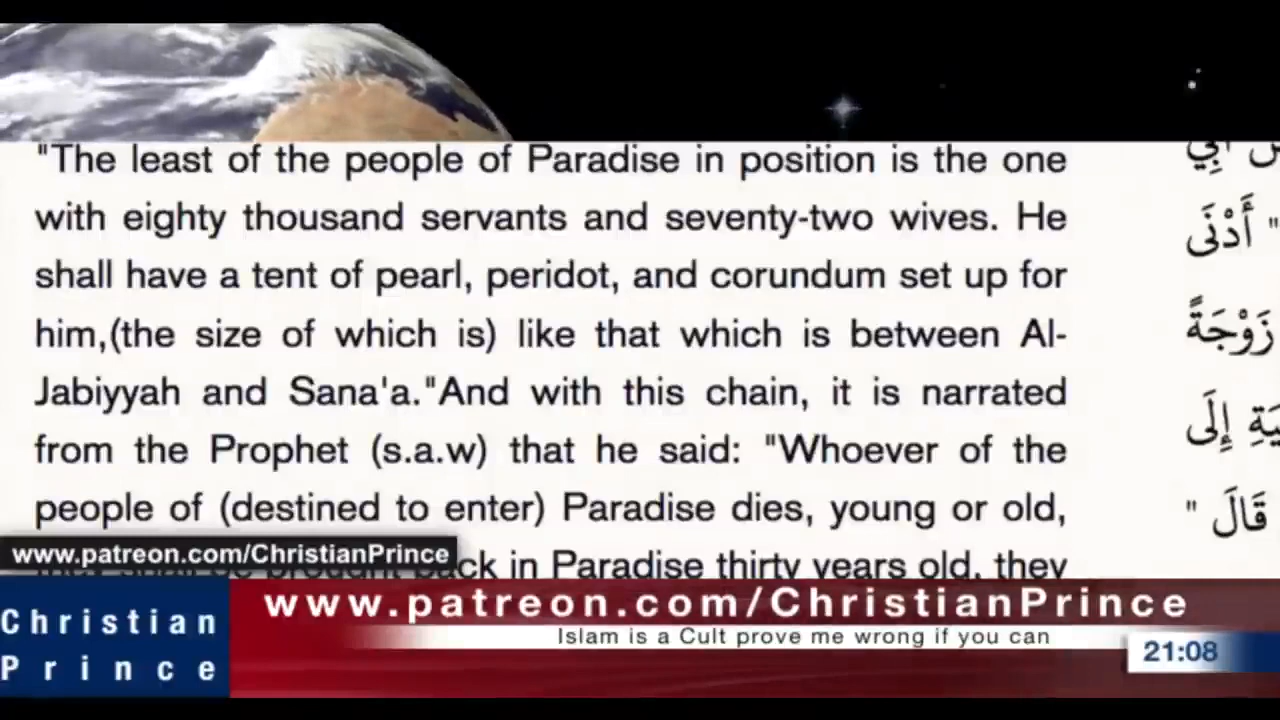 "The least of the people of Paradise in position is the one
with eighty thousand servants and seventy-two wives. He
shall have a tent of pearl, peridot, and corundum set up for
him,(the size of which is) like that which is between Al-
Jabiyyah and Sana'a."And with this chain, it is narrated
from the Prophet (s.a.w) that he said: "Whoever of the
people of (destined to enter) Paradise dies, young or old,
back in Paradise thirty years old, they
" أَدْنَى
زَوْجَةً
إِلَى
قَالَ "
www.patreon.com/ChristianPrince
www.patreon.com/ChristianPrince
Islam is a Cult prove me wrong if you can
Christian
Prince
21:08